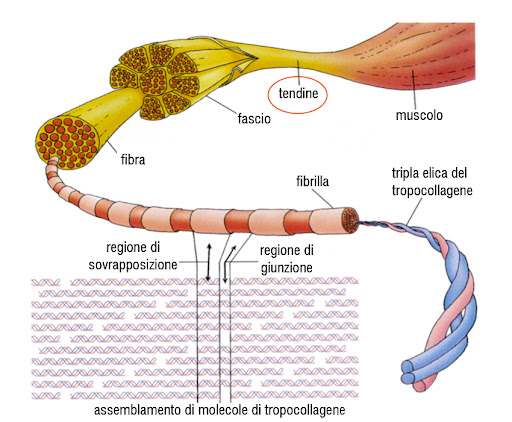 tendine
muscolo
fascio
fibra
tripla elica del
tropocollagene
fibrilla
regione di
sovrapposizione
regione di
giunzione
assemblamento di molecole di tropocollagene